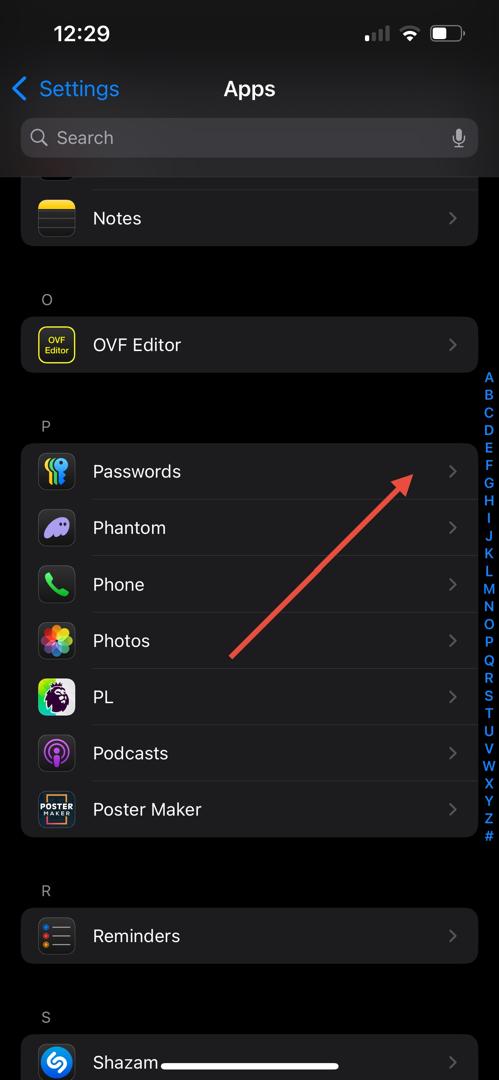 12:29
Settings
Apps
Search
Notes
O
OVF
Editor
OVF Editor
P
Passwords
Phantom
Phone
Photos
PL
Podcasts
POSTER
MAKER
Poster Maker
R
Reminders
S
Shazam
A
B
C
D
E
F
G
H
I
J
K
L
M
N
O
P
Q
R
S
T
U
V
W
X
Y
Z
#